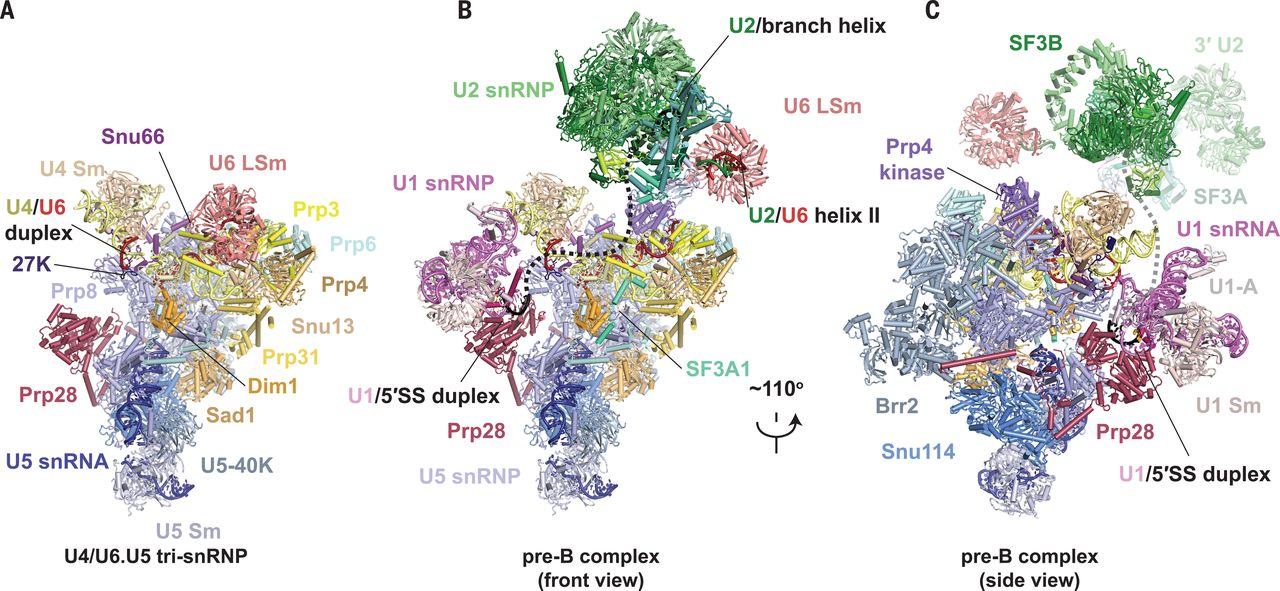 A
Snu66
U4 Sm
U6 LSm
U4/U6
duplex
Prp3
Prp6
27K
Prp8
Prp4
Snu13
Prp31
Prp28
Dim1
Sad1
U5 snRNA
U5-40K
U5 Sm
U4/U6.U5 tri-snRNP
B
U2/branch helix
U2 snRNP
U6 LSm
U1 snRNP
U2/U6 helix II
SF3A1
U1/5′SS duplex
Prp28
U5 snRNP
~110°
pre-B complex
(front view)
C
SF3B
3′ U2
Prp4
kinase
SF3A
U1 snRNA
U1-A
Brr2
U1 Sm
Prp28
Snu114
U1/5′SS duplex
pre-B complex
(side view)